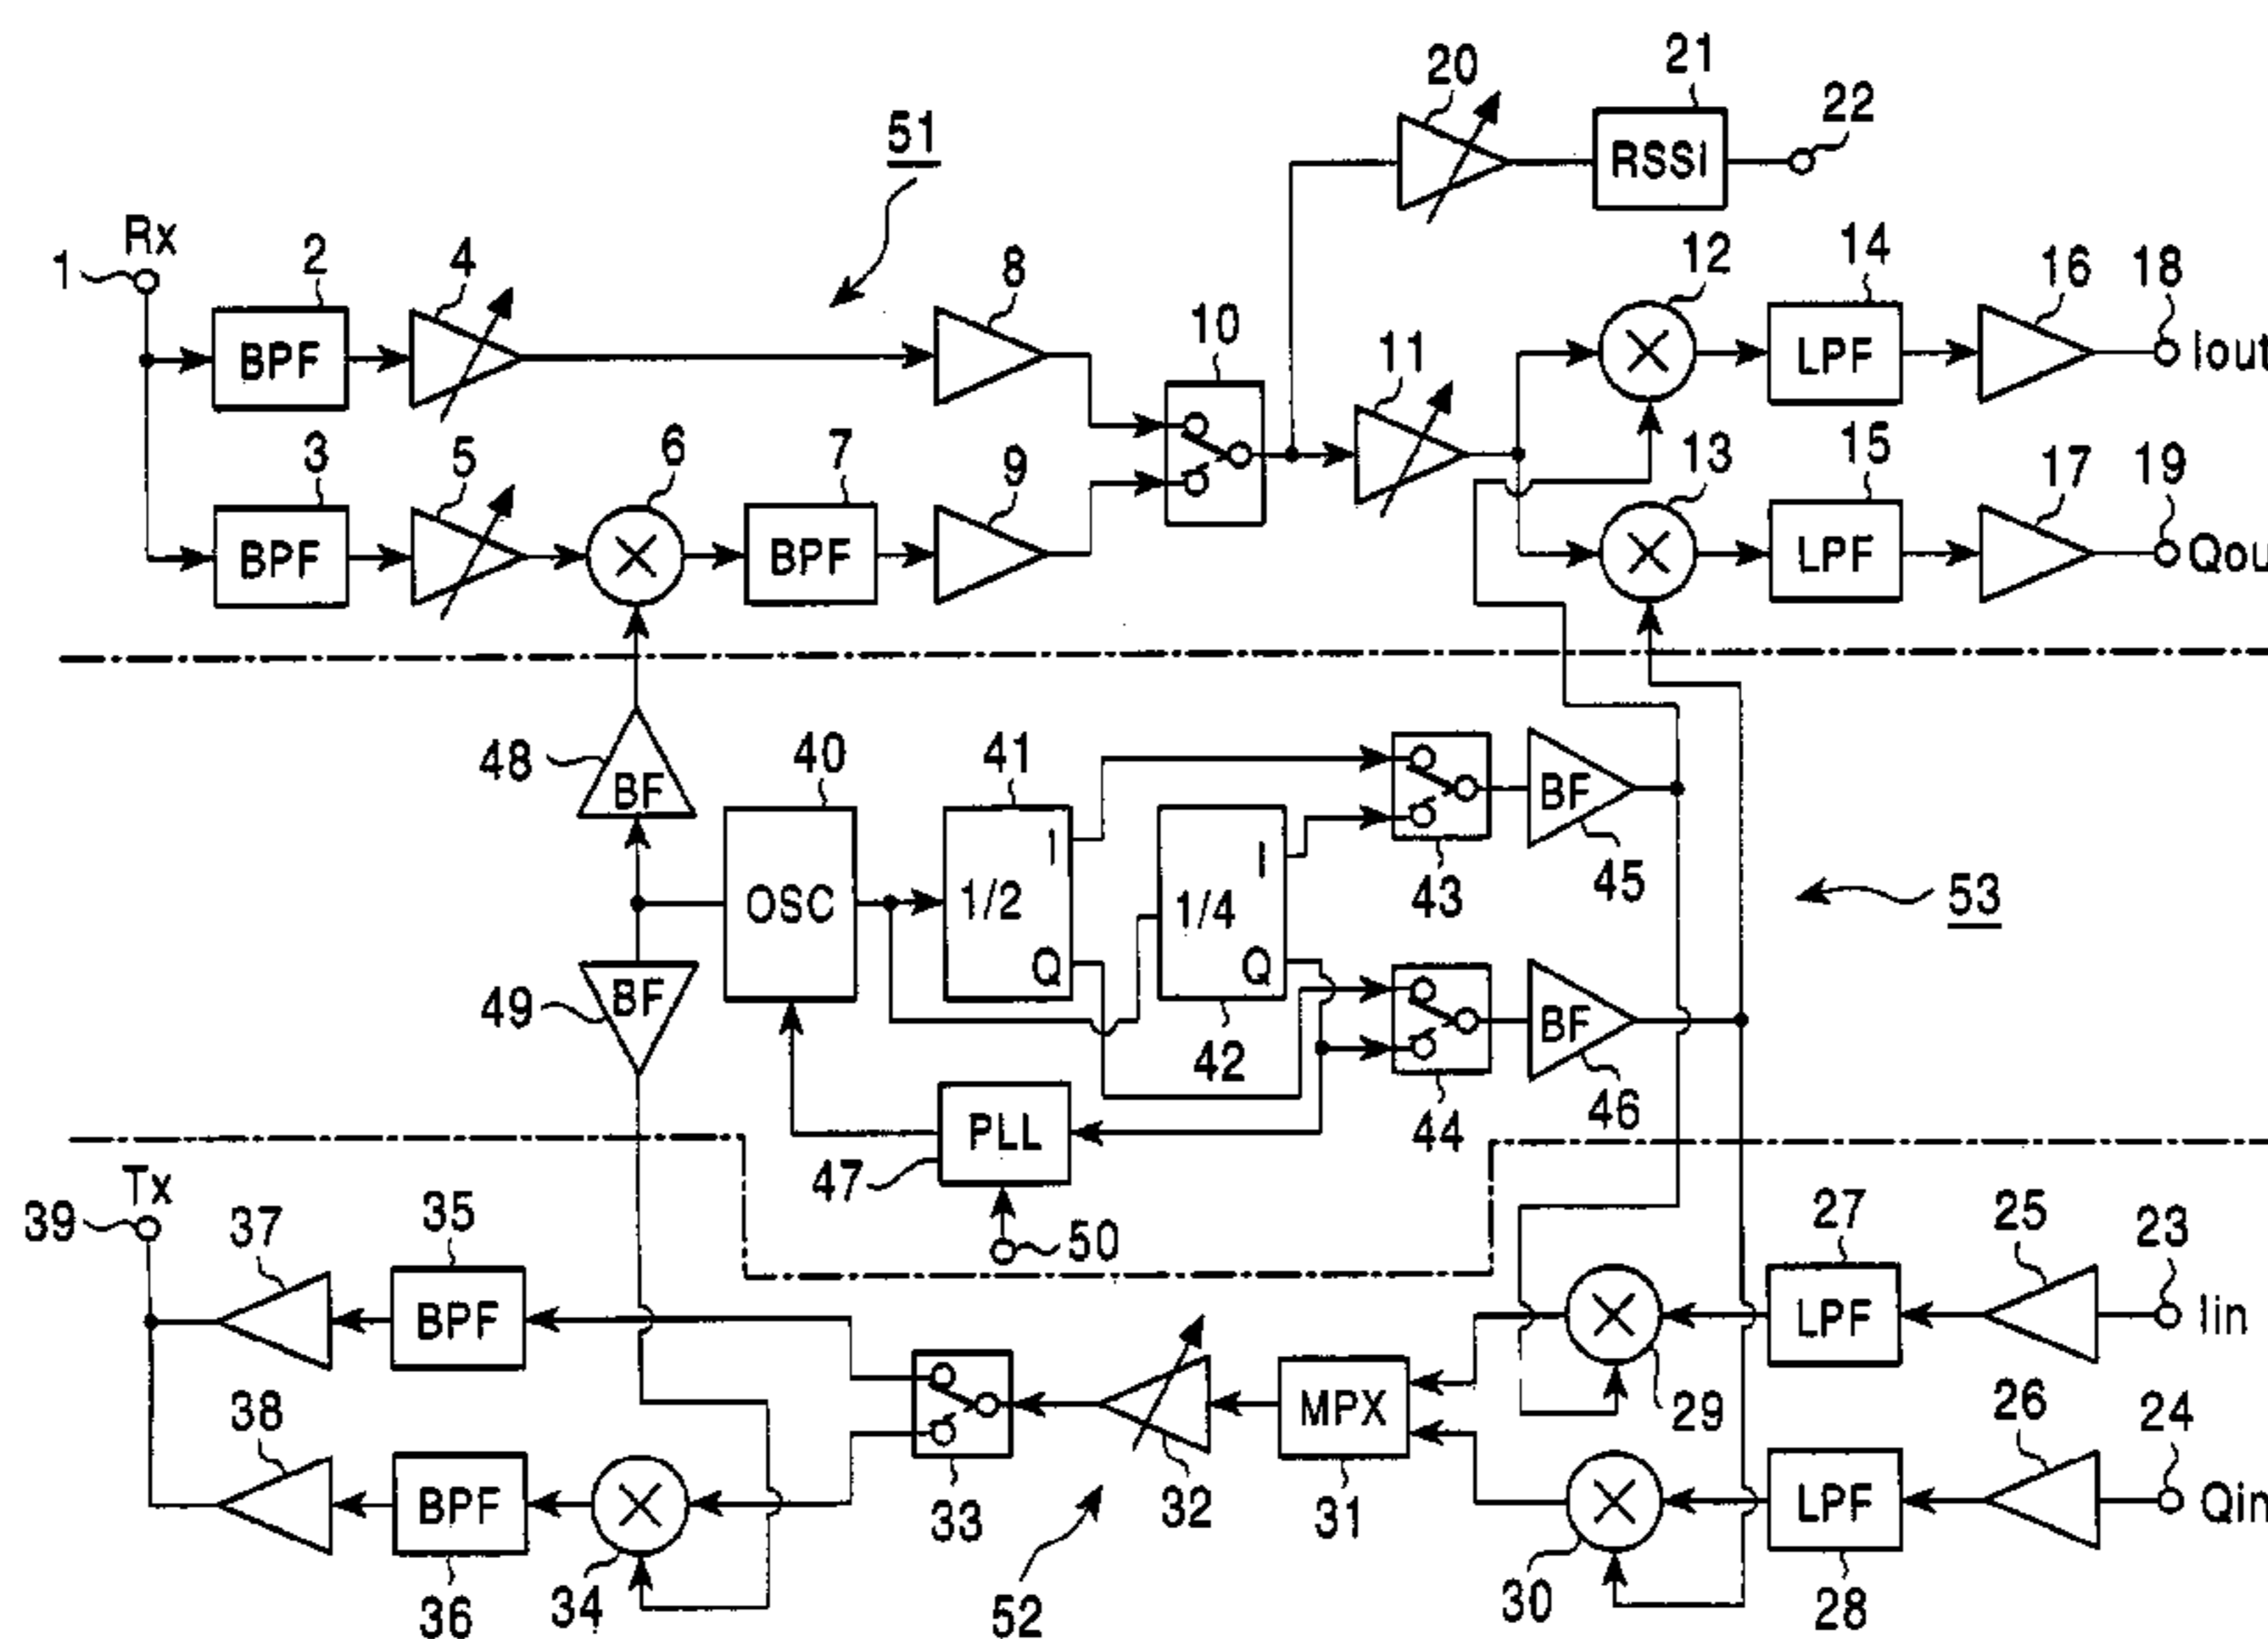 20 21 22
51
RSSI
Rx
1 2 4 8 10 11 12 14 16 18
BPF LPF Iout
3 5 6 7 9 13 15 17 19
BPF BPF LPF Qou
48 BF 40 41 43 BF 45
OSC 1/2 I Q 1/4 I Q 42
53
49 BF 44 BF 46
PLL 47
50
Tx
39 37 35 27 25 23
BPF LPF Iin
38 33 32 MPX 31 29 26 24
BPF LPF Qin
36 34 52 30 28